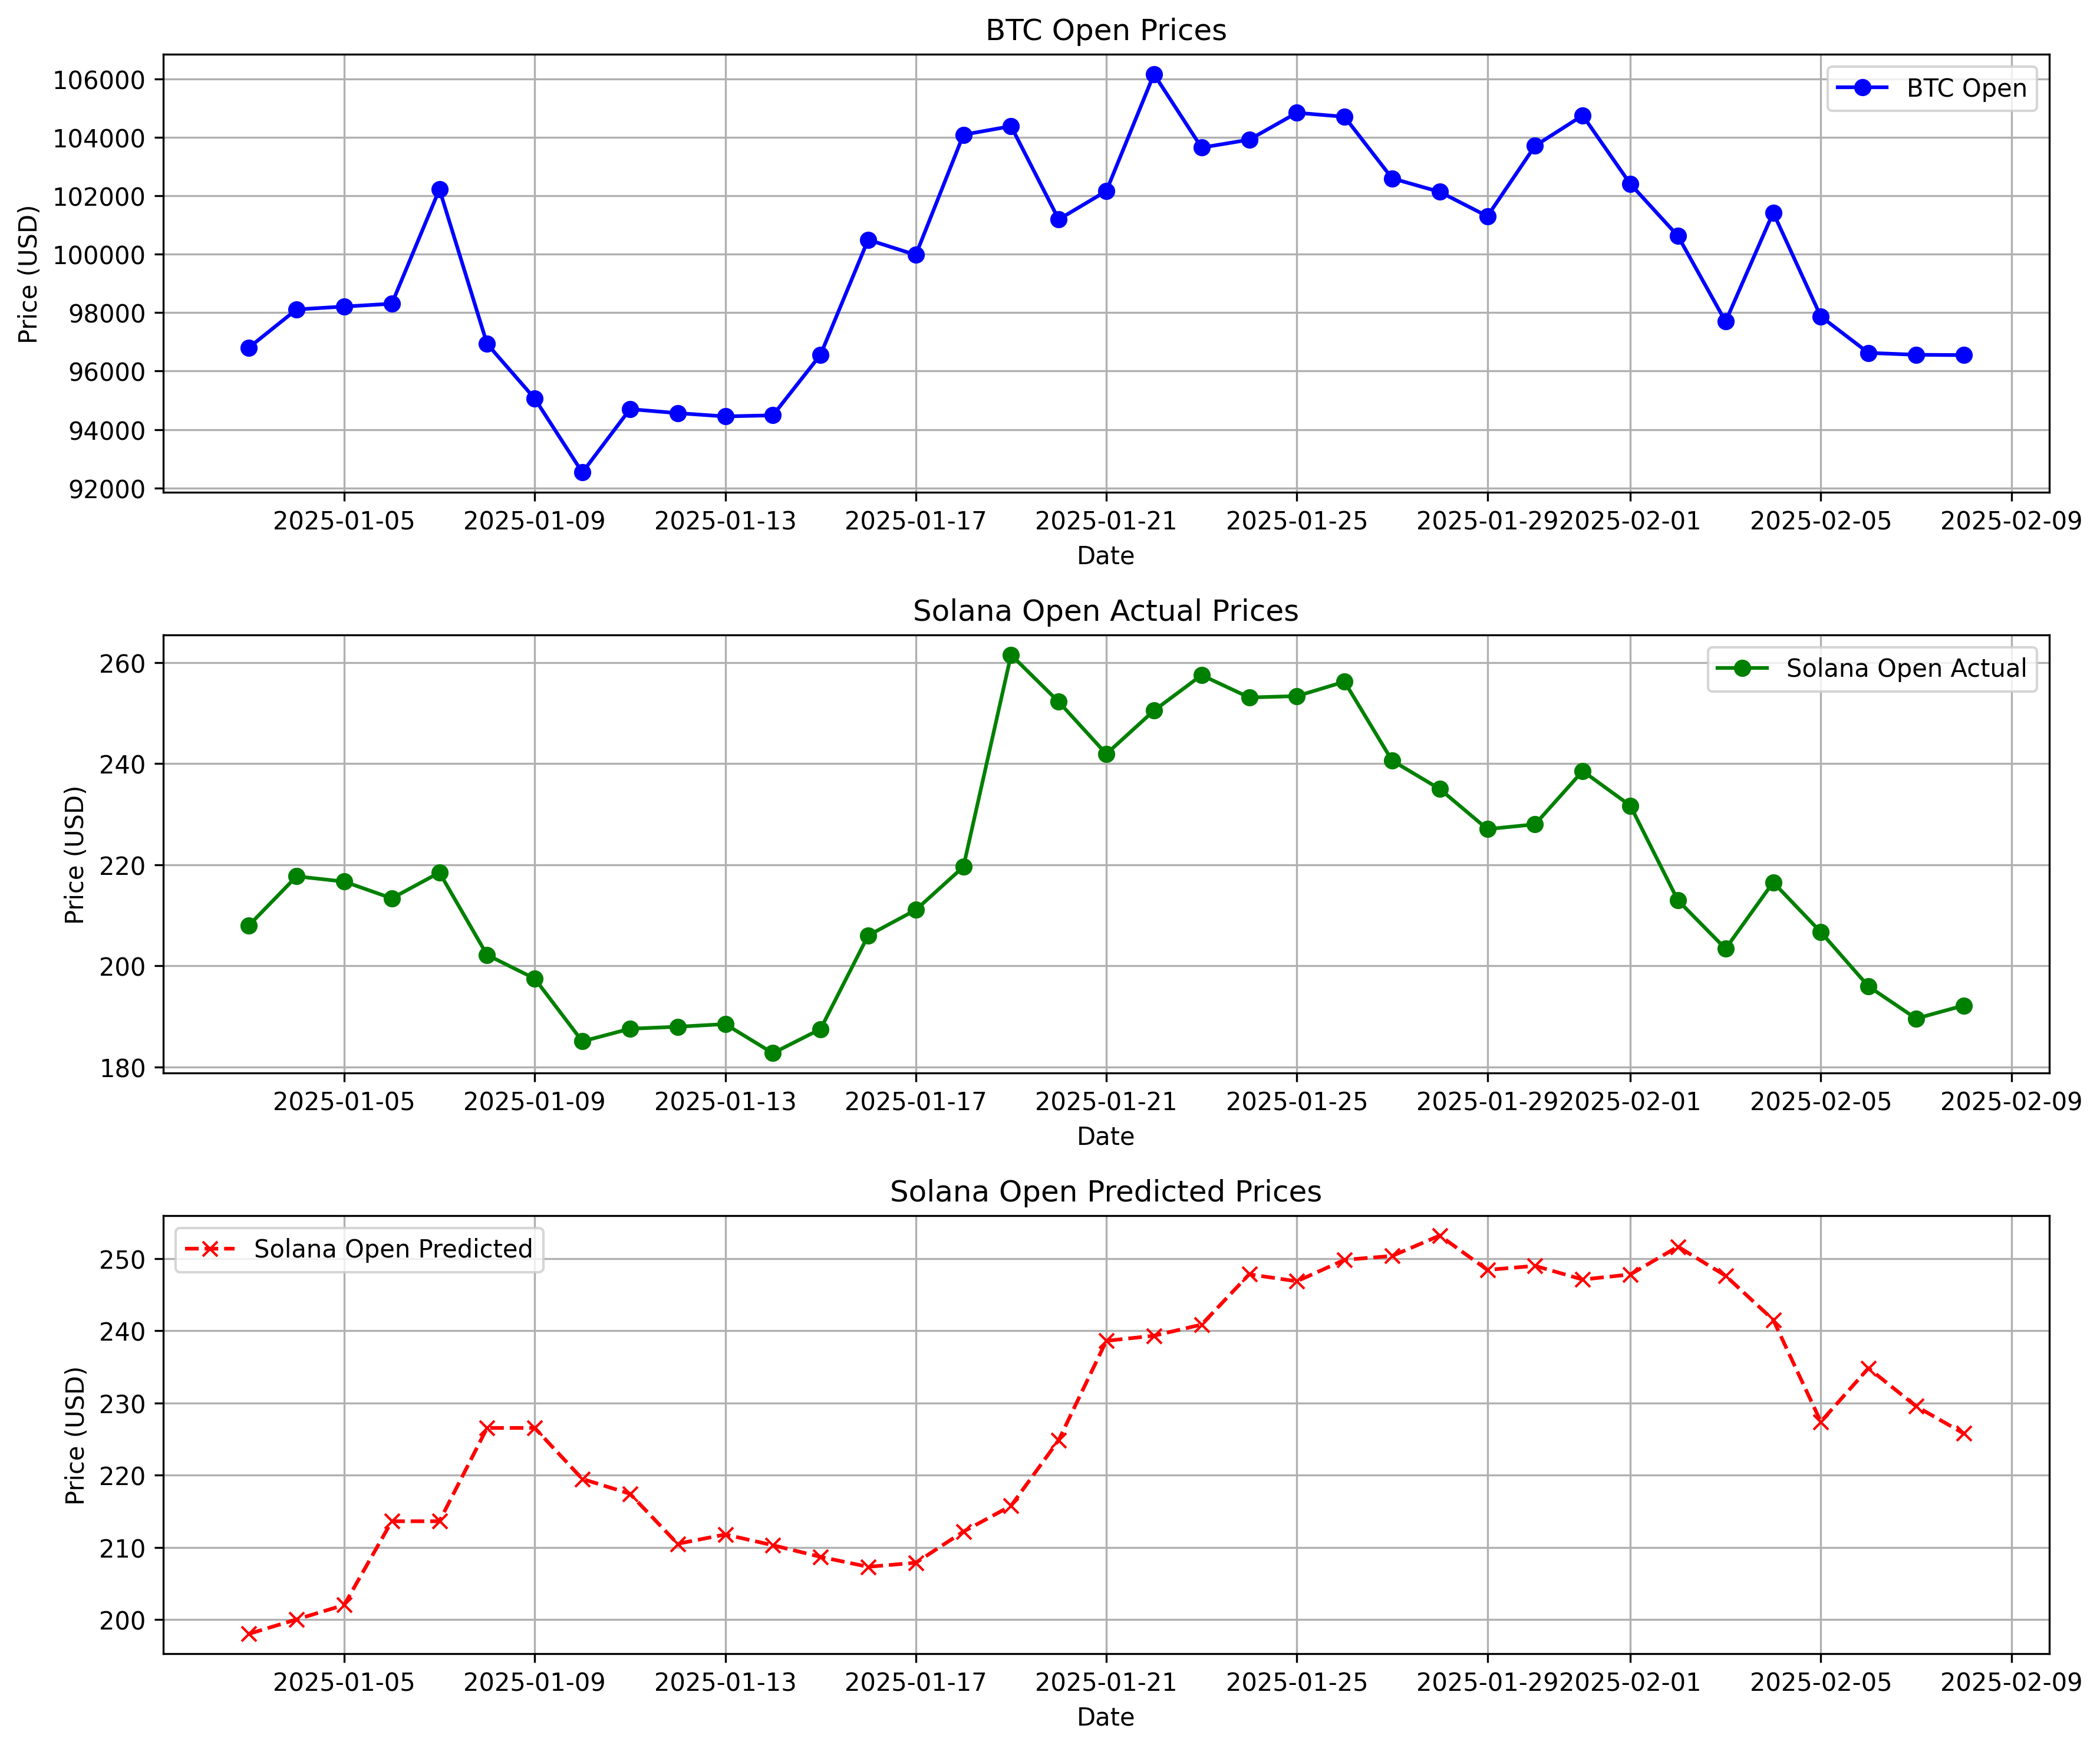 BTC Open Prices
106000
104000
102000
100000
98000
96000
94000
92000
Price (USD)
BTC Open
2025-01-05 2025-01-09 2025-01-13 2025-01-17 2025-01-21 2025-01-25 2025-01-29 2025-02-01 2025-02-05 2025-02-09
Date
Solana Open Actual Prices
260
240
220
200
180
Price (USD)
Solana Open Actual
2025-01-05 2025-01-09 2025-01-13 2025-01-17 2025-01-21 2025-01-25 2025-01-29 2025-02-01 2025-02-05 2025-02-09
Date
Solana Open Predicted Prices
250
240
230
220
210
200
Price (USD)
Solana Open Predicted
2025-01-05 2025-01-09 2025-01-13 2025-01-17 2025-01-21 2025-01-25 2025-01-29 2025-02-01 2025-02-05 2025-02-09
Date